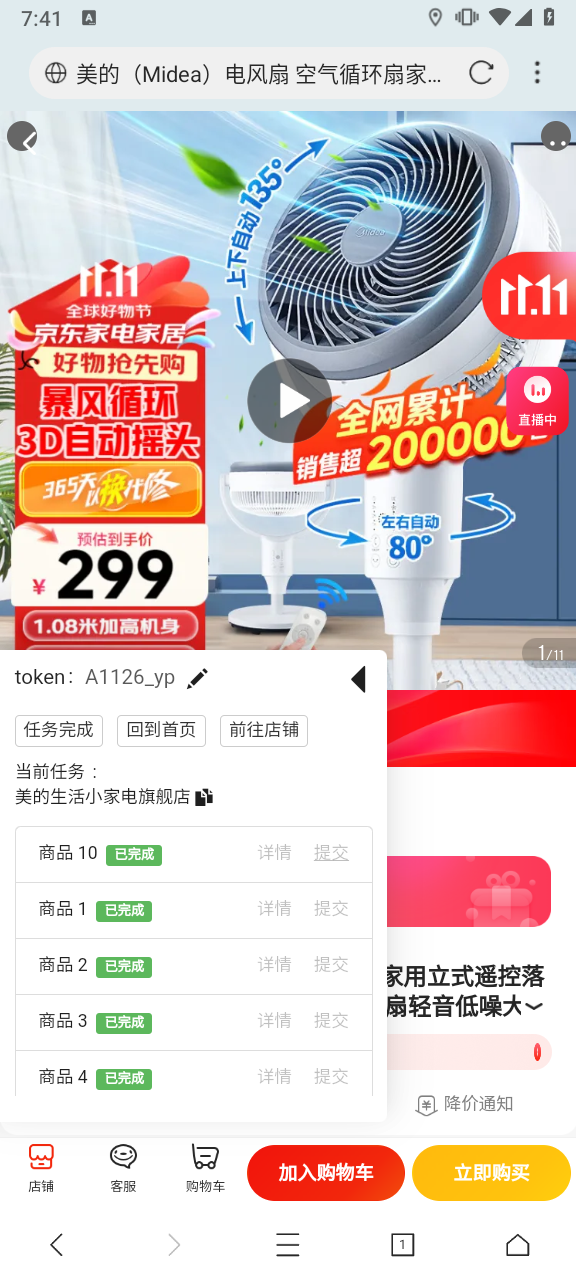 7:41
A
美的（Midea）电风扇 空气循环扇家...
上下自动135°
Midea
11.11
全球好物节
京东家电家居
好物抢先购
暴风循环
3D自动摇头
365天以换代修
预估到手价
¥299
1.08米加高机身
11.11
直播中
全网累计
销售超200000
左右自动
80°
1/11
token： A1126_yp
任务完成
回到首页
前往店铺
当前任务 ：
美的生活小家电旗舰店
商品 10 已完成 详情 提交
商品 1 已完成 详情 提交
商品 2 已完成 详情 提交
商品 3 已完成 详情 提交
商品 4 已完成 详情 提交
家用立式遥控落
扇轻音低噪大
降价通知
店铺
客服
购物车
加入购物车
立即购买
1